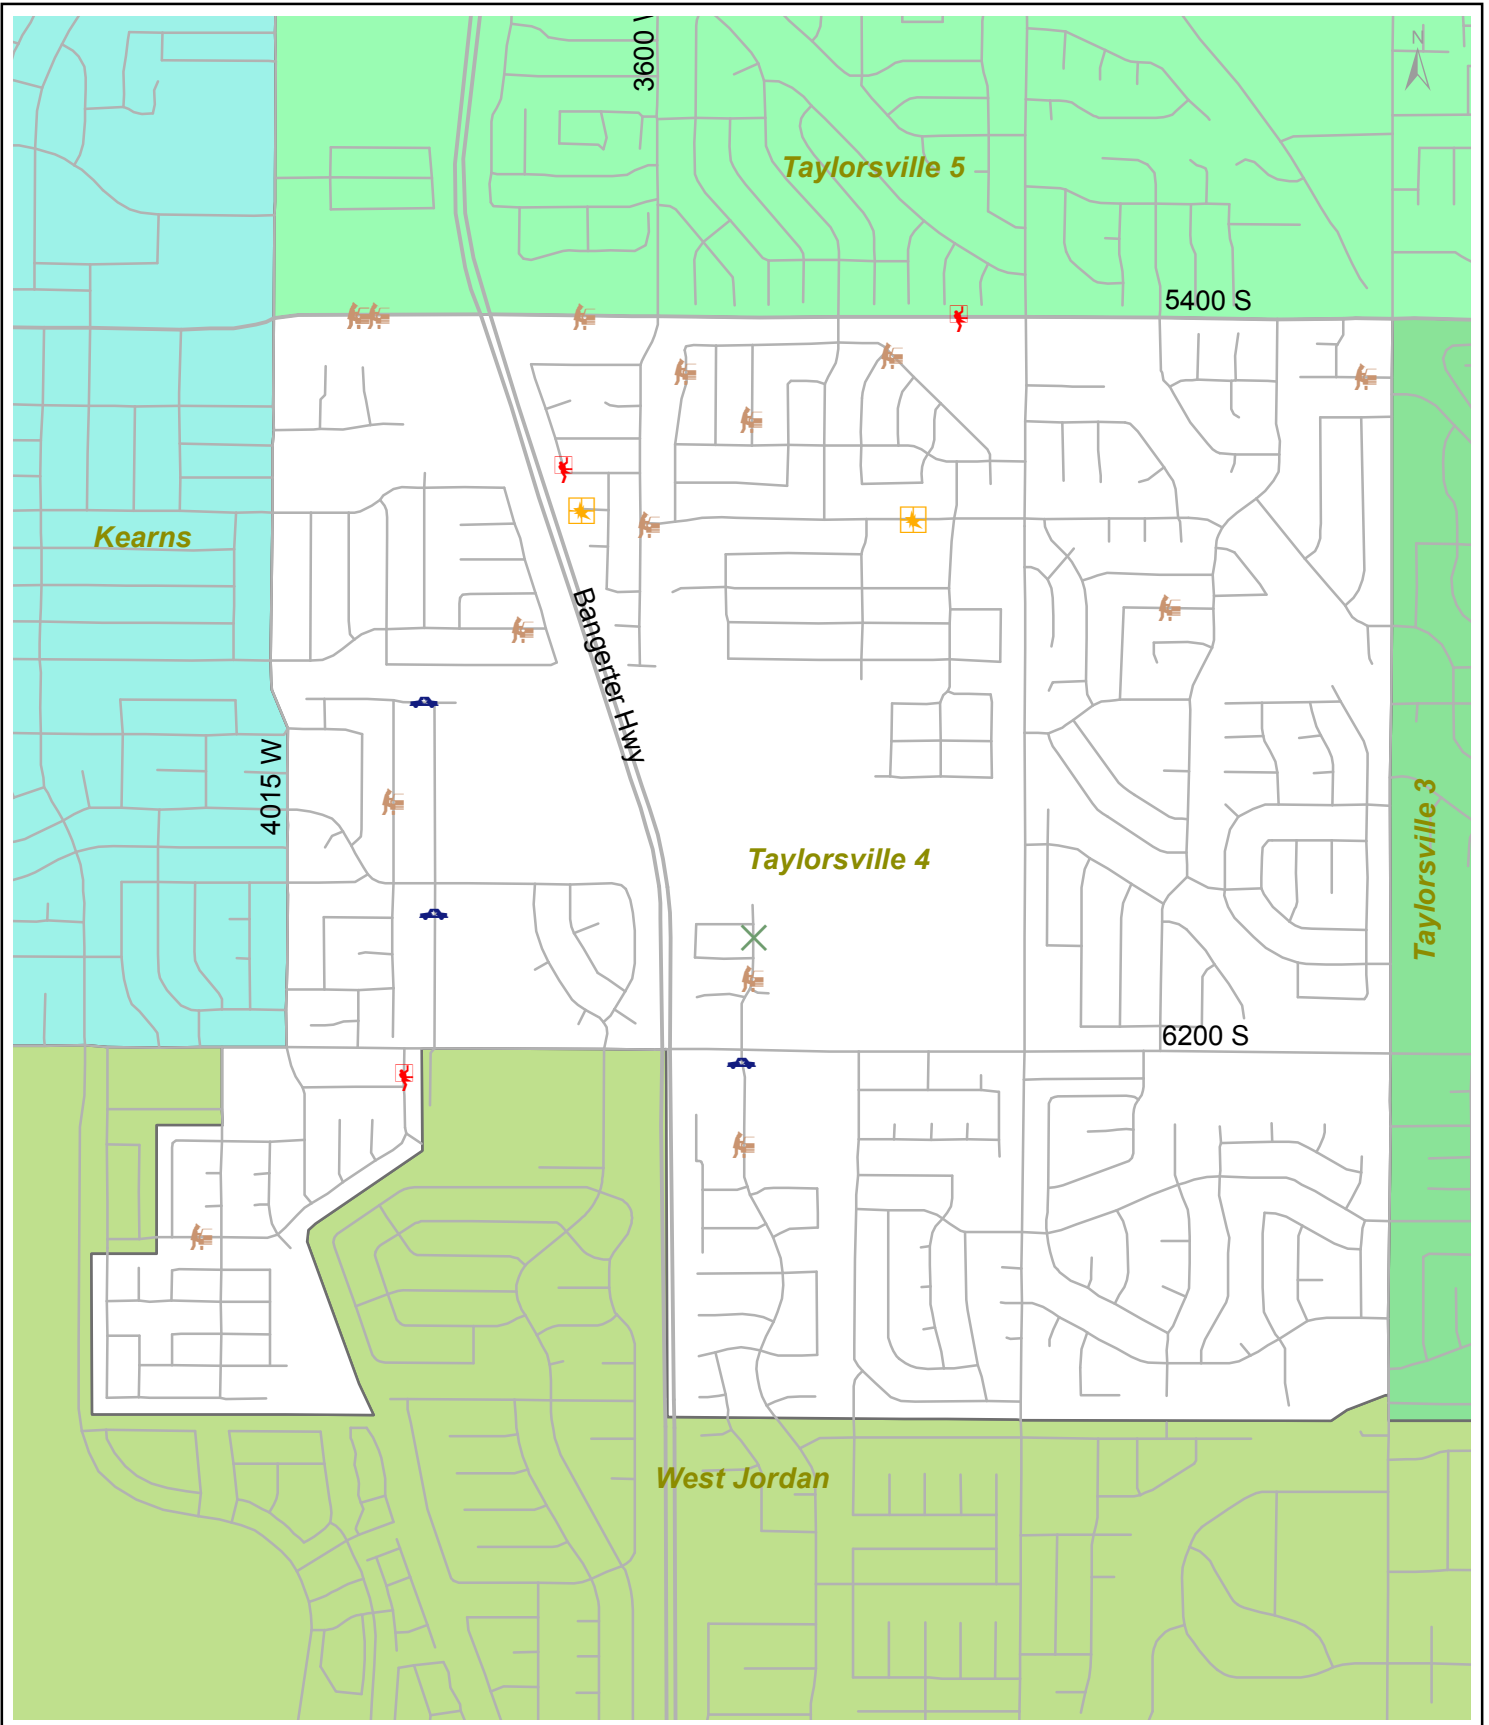 3600 W
N
Taylorsville 5
5400 S
Kearns
Bangerter Hwy
4015 W
Taylorsville 4
Taylorsville 3
6200 S
West Jordan